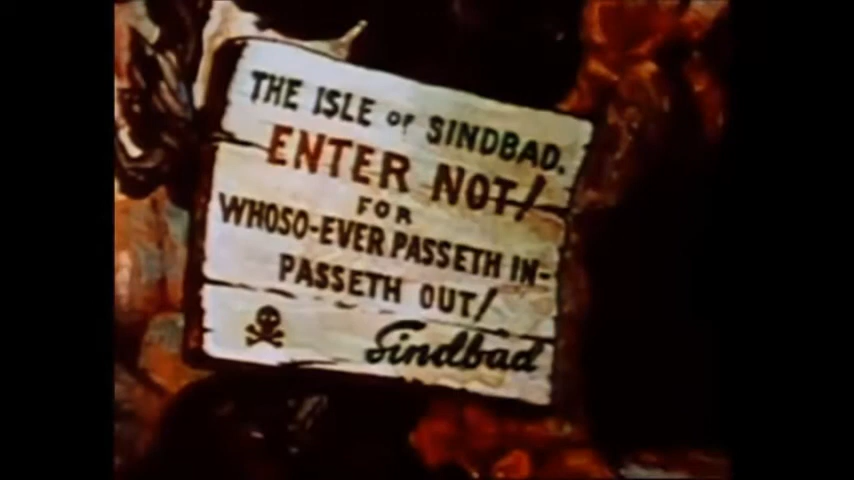 THE ISLE OF SINDBAD.
ENTER NOT!
FOR
WHOSO-EVER PASSETH IN-
PASSETH OUT!
Sindbad